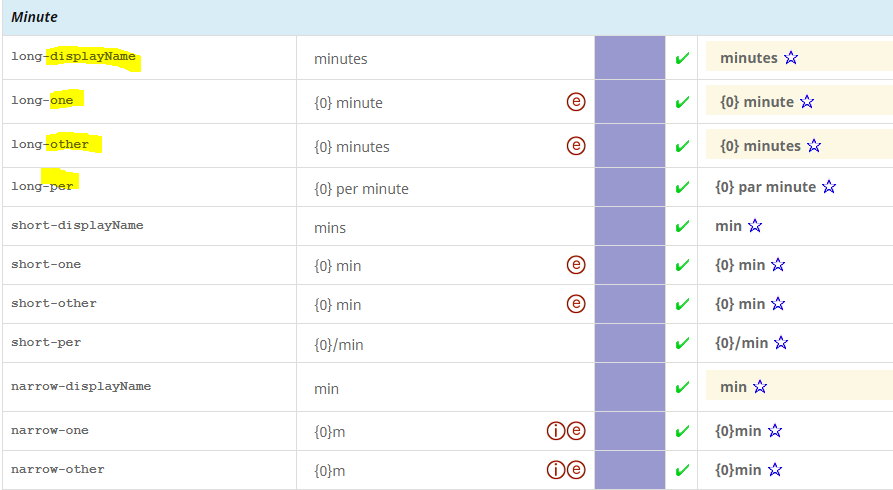 Minute
long-displayName minutes ✓ minutes ☆
long-one {0} minute ⓔ ✓ {0} minute ☆
long-other {0} minutes ⓔ ✓ {0} minutes ☆
long-per {0} per minute ✓ {0} par minute ☆
short-displayName mins ✓ min ☆
short-one {0} min ⓔ ✓ {0} min ☆
short-other {0} min ⓔ ✓ {0} min ☆
short-per {0}/min ✓ {0}/min ☆
narrow-displayName min ✓ min ☆
narrow-one {0}m ⓘⓔ ✓ {0}min ☆
narrow-other {0}m ⓘⓔ ✓ {0}min ☆